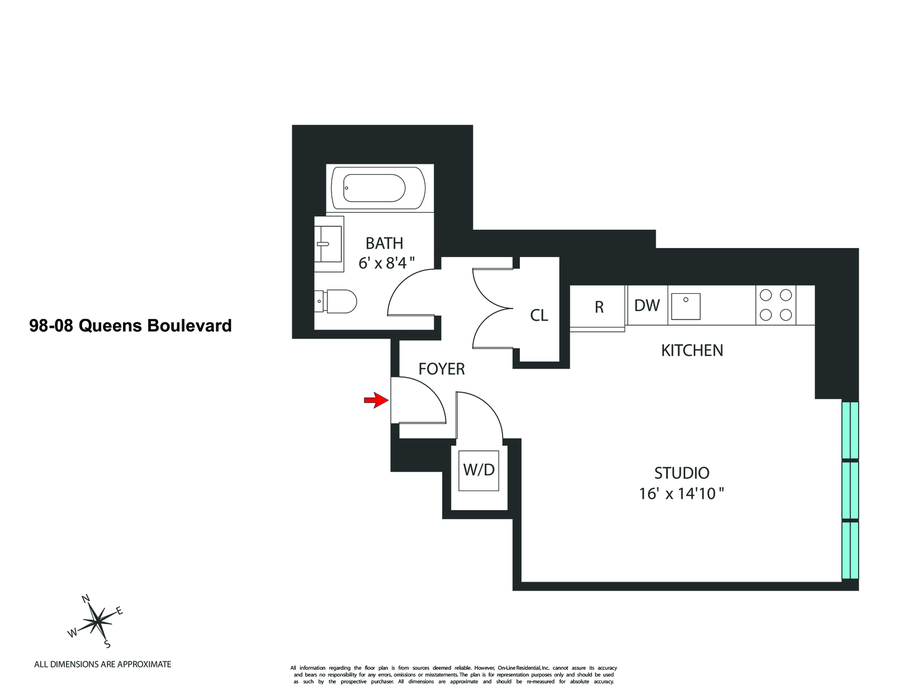 BATH
6' x 8'4"
CL
R
DW
KITCHEN
98-08 Queens Boulevard
FOYER
W/D
STUDIO
16' x 14'10"
N
E
W
S
ALL DIMENSIONS ARE APPROXIMATE
All information regarding the floor plan is from sources deemed reliable. However, On-Line Residential, Inc. cannot assure its accuracy
and bears no responsibility for any errors, omissions or misstatements. The plan is for representation purposes only and should be used
as such by the prospective purchaser. All dimensions are approximate and should be re-measured for absolute accuracy.